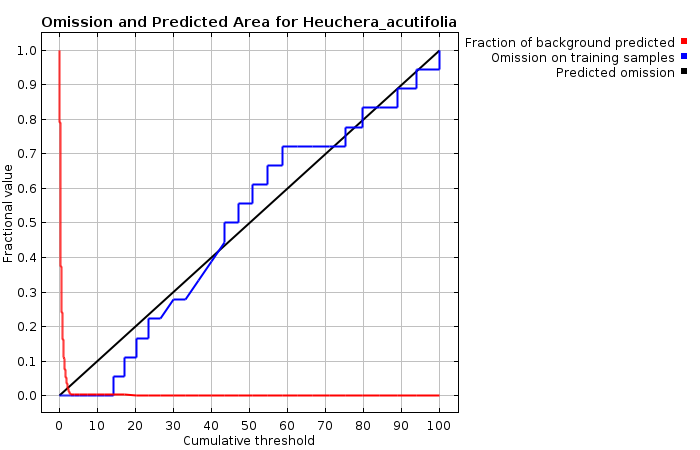 Omission and Predicted Area for Heuchera_acutifolia
Fraction of background predicted
Omission on training samples
Predicted omission
Fractional value
1.0
0.9
0.8
0.7
0.6
0.5
0.4
0.3
0.2
0.1
0.0
0 10 20 30 40 50 60 70 80 90 100
Cumulative threshold